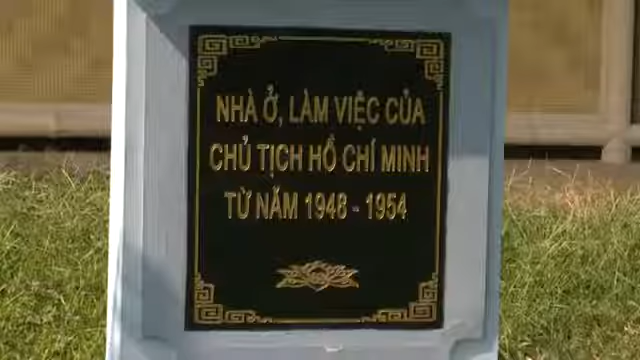 NHÀ Ở, LÀM VIỆC CỦA
CHỦ TỊCH HỒ CHÍ MINH
TỪ NĂM 1948 - 1954